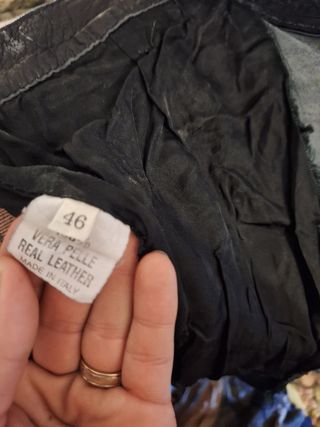 46
VERA PELLE
REAL LEATHER
MADE IN ITALY